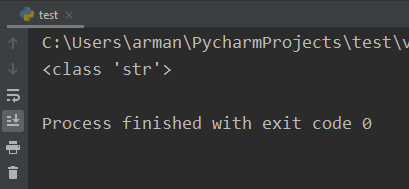 test
C:\Users\arman\PycharmProjects\test\v
<class 'str'>
Process finished with exit code 0